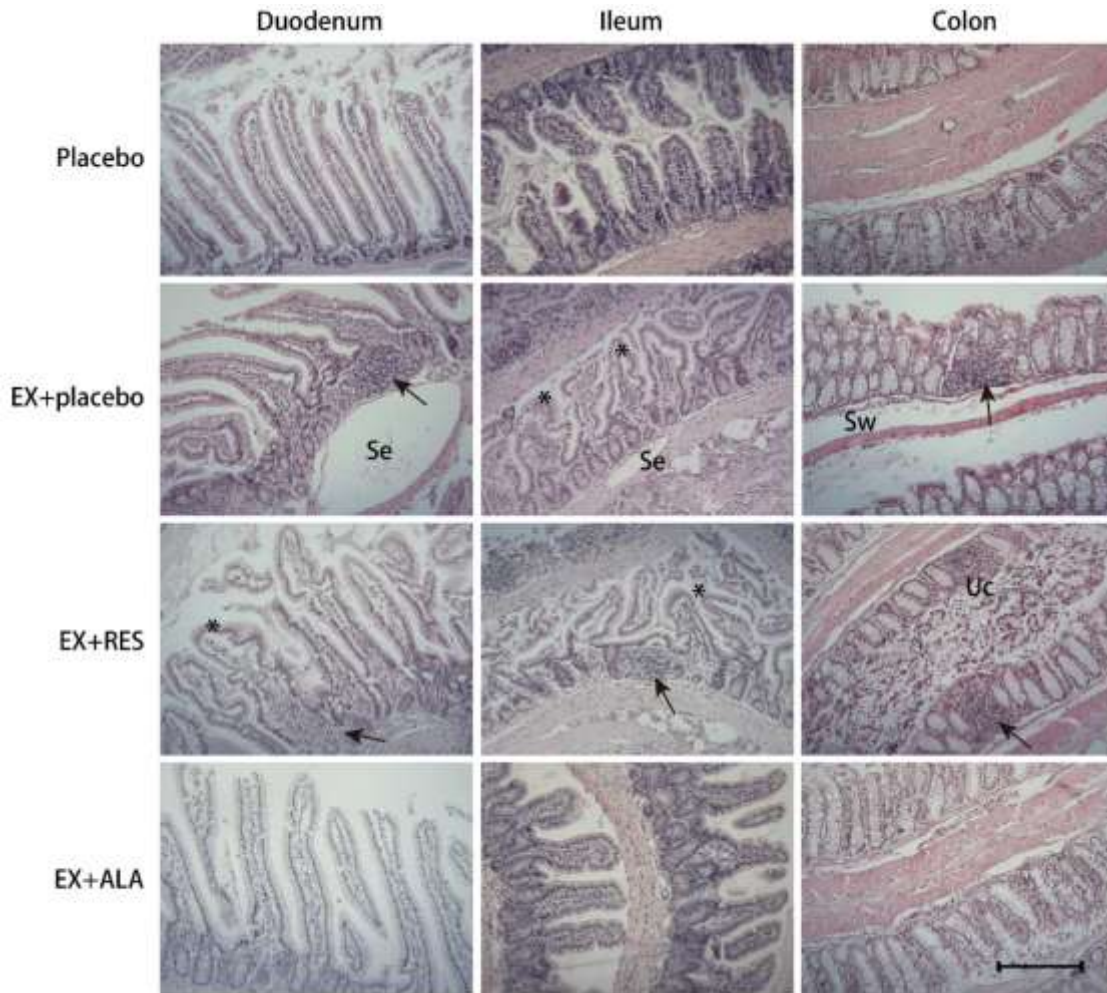 Duodenum Ileum Colon
Placebo
EX+placebo
*
*
Se
Se
Sw
EX+RES
*
*
Uc
EX+ALA